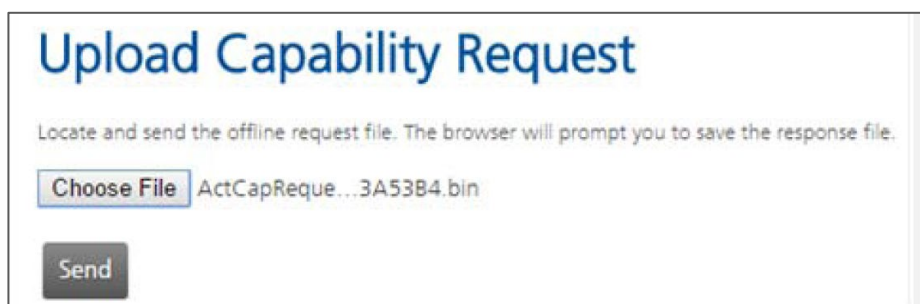 Upload Capability Request
Locate and send the offline request file. The browser will prompt you to save the response file.
Choose File ActCapReque...3A53B4.bin
Send